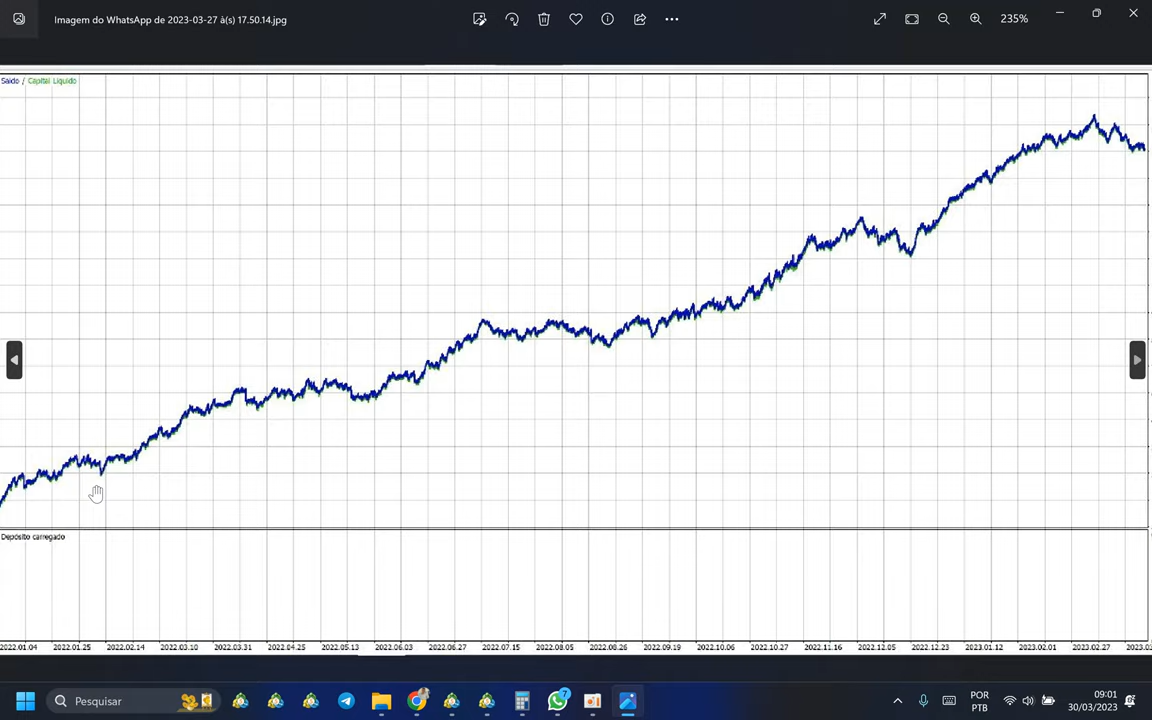 Imagem do WhatsApp de 2023-03-27 à(s) 17.50.14.jpg
235%
Saldo / Capital Líquido
Depósito carregado
2022.01.04 2022.01.25 2022.02.14 2022.03.10 2022.03.31 2022.04.25 2022.05.13 2022.06.03 2022.06.27 2022.07.15 2022.08.05 2022.08.26 2022.09.19 2022.10.06 2022.10.27 2022.11.16 2022.12.05 2022.12.23 2023.01.12 2023.02.01 2023.02.27
Pesquisar
7
POR
PTB
09:01
30/03/2023